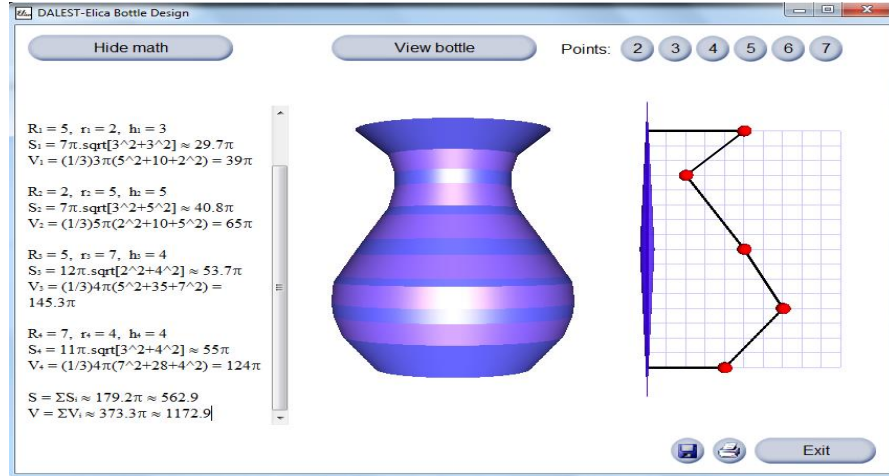 DALEST-Elica Bottle Design
Hide math
View bottle
Points: 2 3 4 5 6 7
R₁ = 5, r₁ = 2, h₁ = 3
S₁ = 7π.sqrt[3^2+3^2] ≈ 29.7π
V₁ = (1/3)3π(5^2+10+2^2) = 39π
R₂ = 2, r₂ = 5, h₂ = 5
S₂ = 7π.sqrt[3^2+5^2] ≈ 40.8π
V₂ = (1/3)5π(2^2+10+5^2) = 65π
R₃ = 5, r₃ = 7, h₃ = 4
S₃ = 12π.sqrt[2^2+4^2] ≈ 53.7π
V₃ = (1/3)4π(5^2+35+7^2) =
145.3π
R₄ = 7, r₄ = 4, h₄ = 4
S₄ = 11π.sqrt[3^2+4^2] ≈ 55π
V₄ = (1/3)4π(7^2+28+4^2) = 124π
S = ΣSᵢ ≈ 179.2π ≈ 562.9
V = ΣVᵢ ≈ 373.3π ≈ 1172.9
Exit